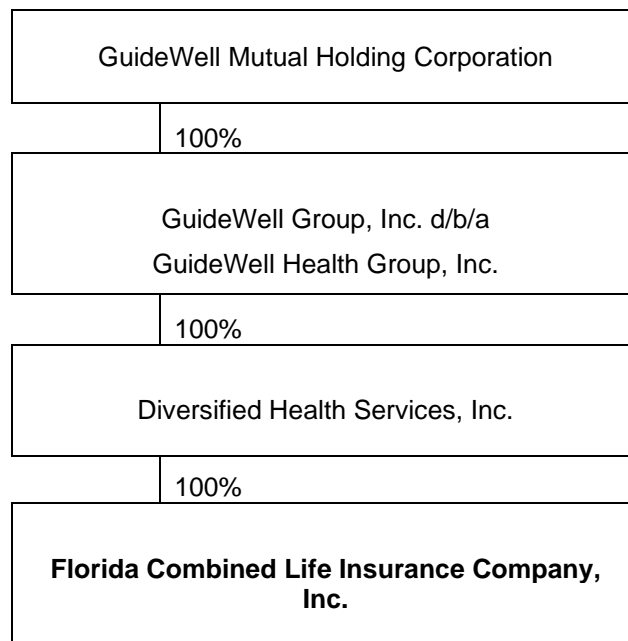 GuideWell Mutual Holding Corporation
100%
GuideWell Group, Inc. d/b/a
GuideWell Health Group, Inc.
100%
Diversified Health Services, Inc.
100%
Florida Combined Life Insurance Company,
Inc.